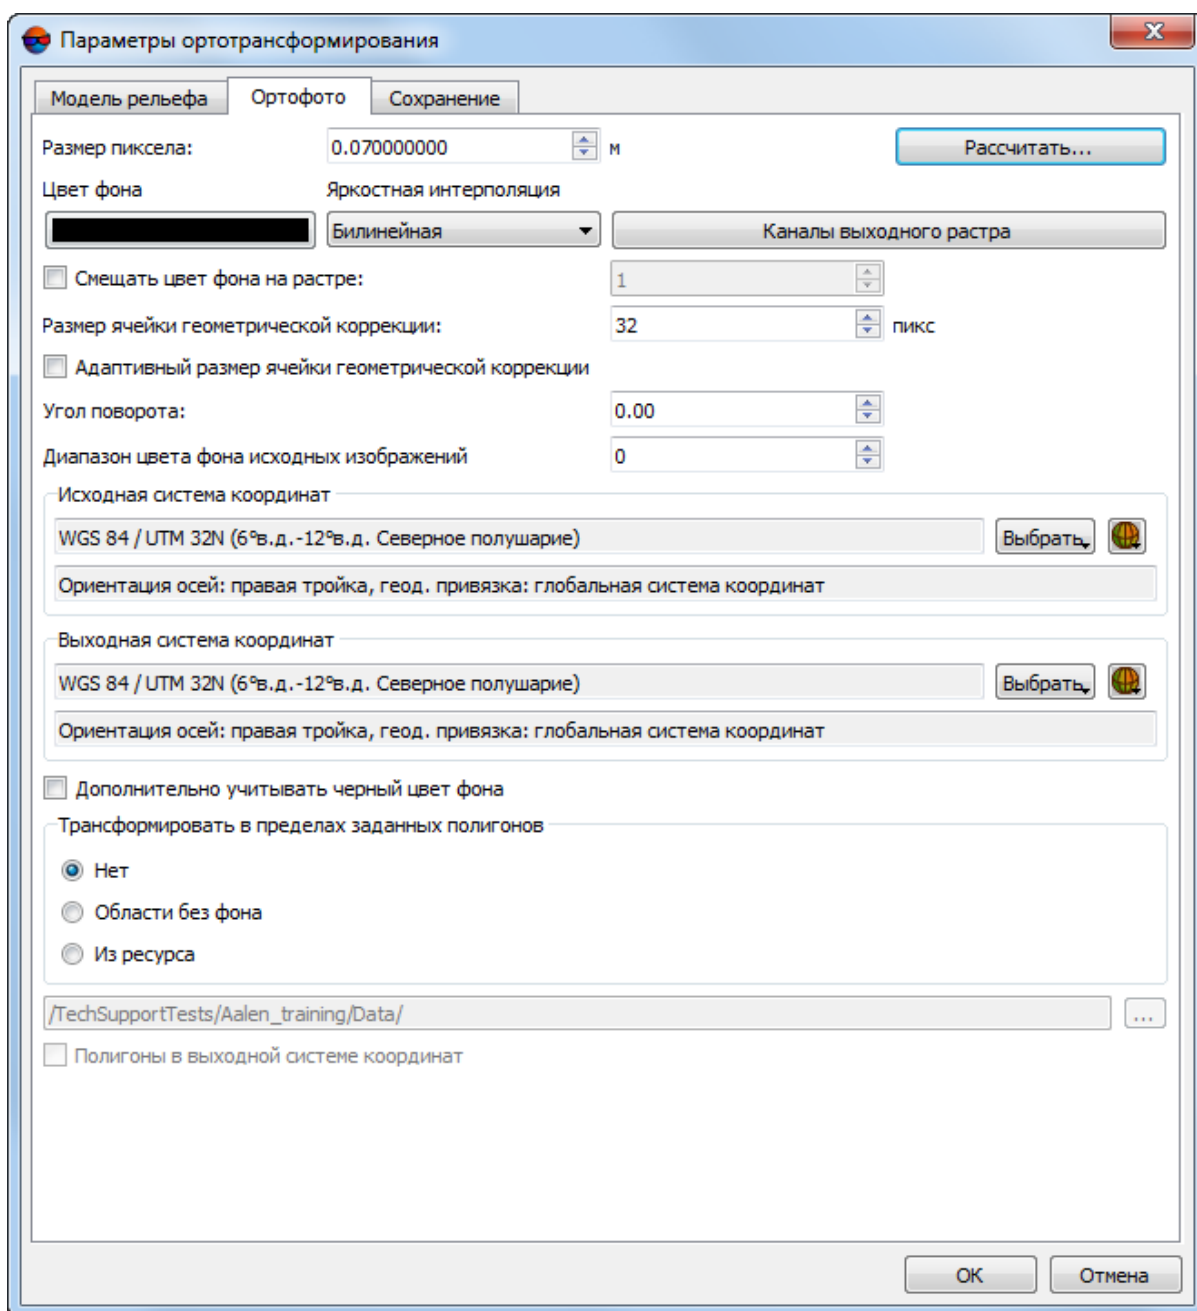 Параметры ортотрансформирования
Модель рельефа Ортофото Сохранение
Размер пиксела: 0.070000000 м Рассчитать...
Цвет фона Яркостная интерполяция
Билинейная Каналы выходного растра
Смещать цвет фона на растре: 1
Размер ячейки геометрической коррекции: 32 пикс
Адаптивный размер ячейки геометрической коррекции
Угол поворота: 0.00
Диапазон цвета фона исходных изображений 0
Исходная система координат
WGS 84 / UTM 32N (6°в.д.-12°в.д. Северное полушарие) Выбрать
Ориентация осей: правая тройка, геод. привязка: глобальная система координат
Выходная система координат
WGS 84 / UTM 32N (6°в.д.-12°в.д. Северное полушарие) Выбрать
Ориентация осей: правая тройка, геод. привязка: глобальная система координат
Дополнительно учитывать черный цвет фона
Трансформировать в пределах заданных полигонов
Нет
Области без фона
Из ресурса
/TechSupportTests/Aalen_training/Data/ ...
Полигоны в выходной системе координат
OK Отмена